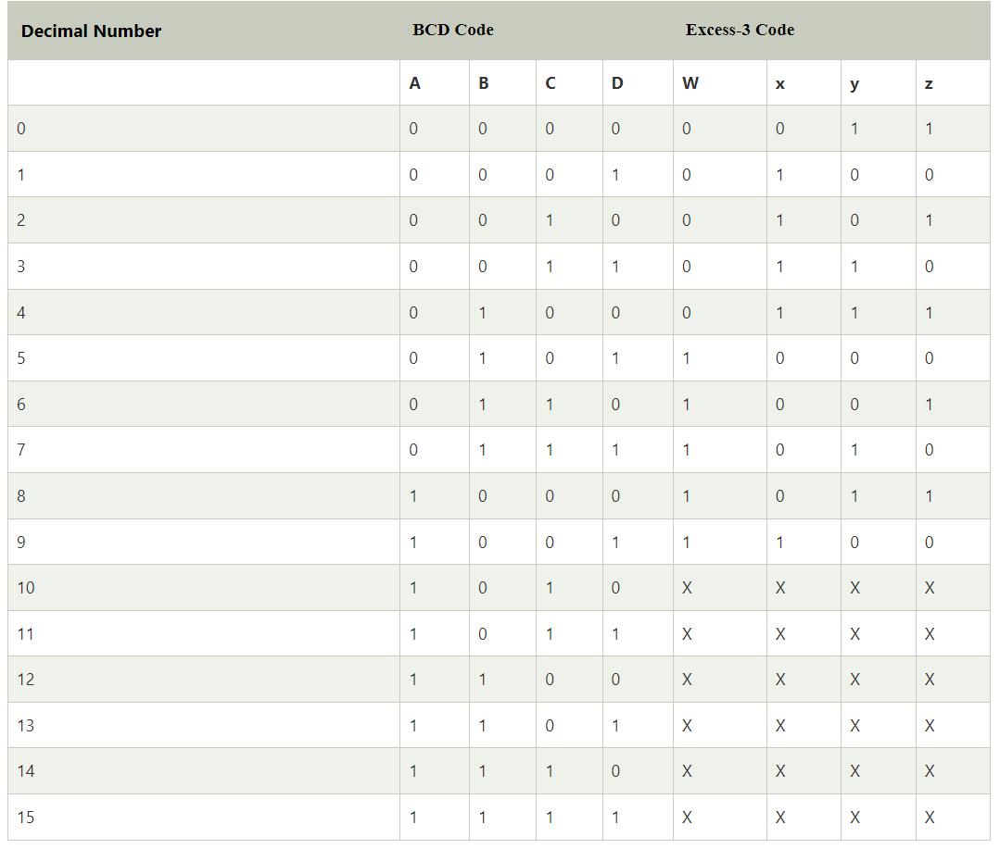 Decimal Number BCD Code Excess-3 Code
A B C D W x y z
0 0 0 0 0 0 0 1 1
1 0 0 0 1 0 1 0 0
2 0 0 1 0 0 1 0 1
3 0 0 1 1 0 1 1 0
4 0 1 0 0 0 1 1 1
5 0 1 0 1 1 0 0 0
6 0 1 1 0 1 0 0 1
7 0 1 1 1 1 0 1 0
8 1 0 0 0 1 0 1 1
9 1 0 0 1 1 1 0 0
10 1 0 1 0 X X X X
11 1 0 1 1 X X X X
12 1 1 0 0 X X X X
13 1 1 0 1 X X X X
14 1 1 1 0 X X X X
15 1 1 1 1 X X X X